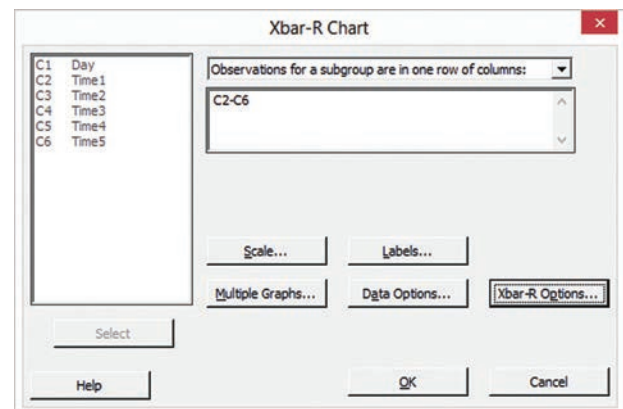 Xbar-R Chart
×
C1 Day
C2 Time1
C3 Time2
C4 Time3
C5 Time4
C6 Time5
Observations for a subgroup are in one row of columns:
C2-C6
Scale...
Labels...
Multiple Graphs...
Data Options...
Xbar-R Options...
Select
Help
OK
Cancel